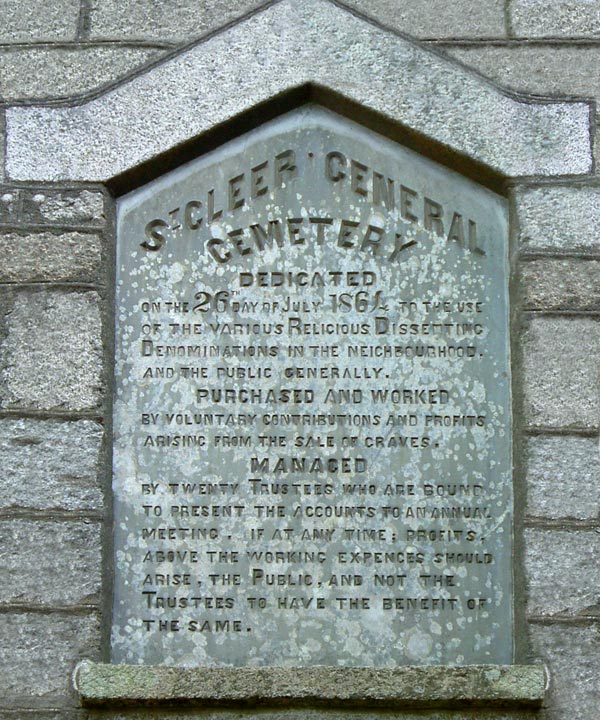 ST CLEER GENERAL
CEMETERY
DEDICATED
ON THE 26TH DAY OF JULY 1864 TO THE USE
OF THE VARIOUS RELIGIOUS DISSENTING
DENOMINATIONS IN THE NEIGHBOURHOOD.
AND THE PUBLIC GENERALLY.
PURCHASED AND WORKED
BY VOLUNTARY CONTRIBUTIONS AND PROFITS
ARISING FROM THE SALE OF GRAVES.
MANAGED
BY TWENTY TRUSTEES WHO ARE BOUND
TO PRESENT THE ACCOUNTS TO AN ANNUAL
MEETING. IF AT ANY TIME; PROFITS,
ABOVE THE WORKING EXPENCES SHOULD
ARISE, THE PUBLIC, AND NOT THE
TRUSTEES TO HAVE THE BENEFIT OF
THE SAME.